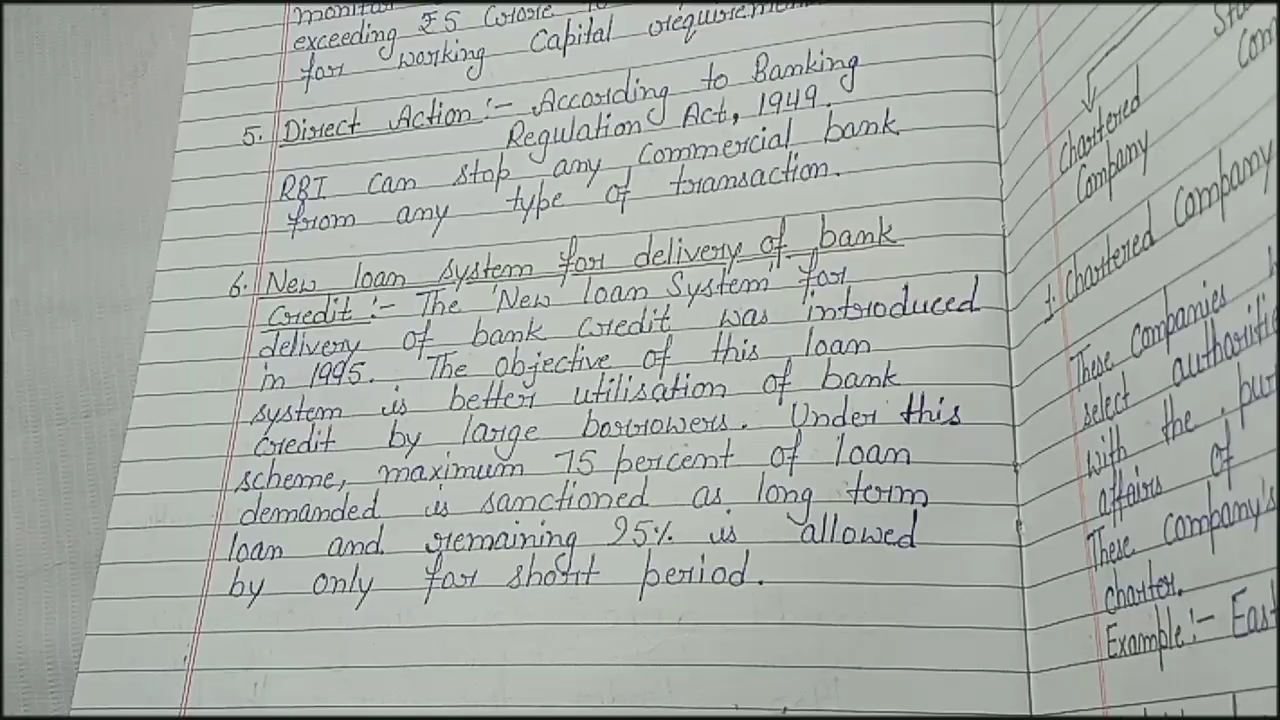 exceeding ₹5 Crore
for working Capital requirement
5. Direct Action :- According to Banking
Regulation Act, 1949.
RBI can stop any Commercial bank
from any type of transaction.
6. New loan system for delivery of bank
Credit :- The 'New loan System' for
delivery of bank credit was introduced
in 1995. The objective of this loan
system is better utilisation of bank
credit by large borrowers. Under this
scheme, maximum 75 percent of loan
demanded is sanctioned as long term
loan and remaining 25% is allowed
by only for short period.
Chartered
Company
1. Chartered Company
These Companies
select authoritie
with the pur
affairs of
These Company's
charter.
Example :- East